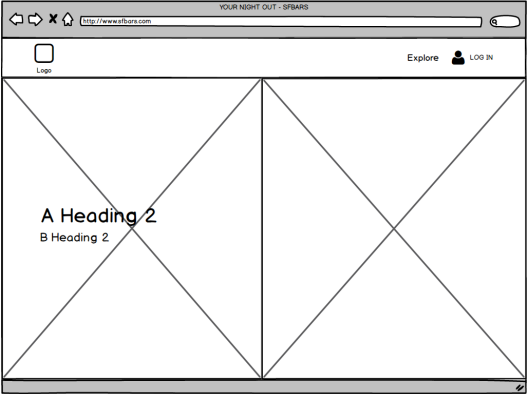 YOUR NIGHT OUT - SFBARS
http://www.sfbars.com
Logo
Explore
LOG IN
A Heading 2
B Heading 2